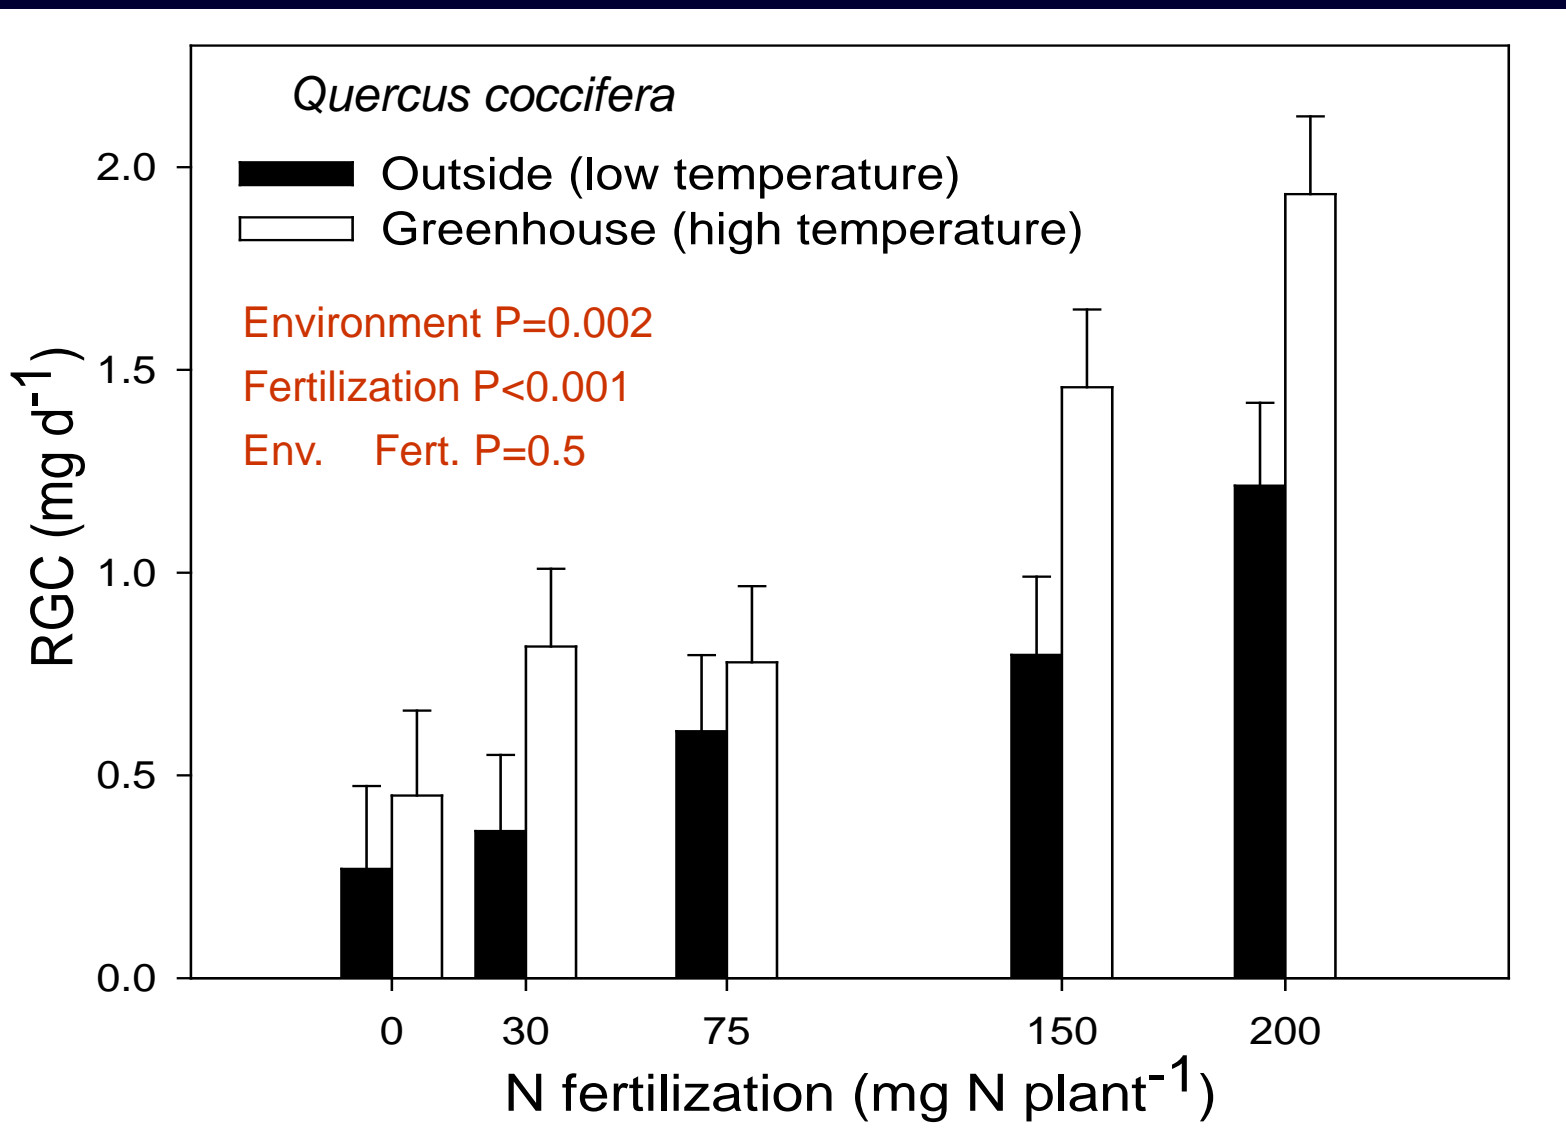 Quercus coccifera
Outside (low temperature)
Greenhouse (high temperature)
Environment P=0.002
Fertilization P<0.001
Env. Fert. P=0.5
RGC (mg d⁻¹)
2.0
1.5
1.0
0.5
0.0
0 30 75 150 200
N fertilization (mg N plant⁻¹)